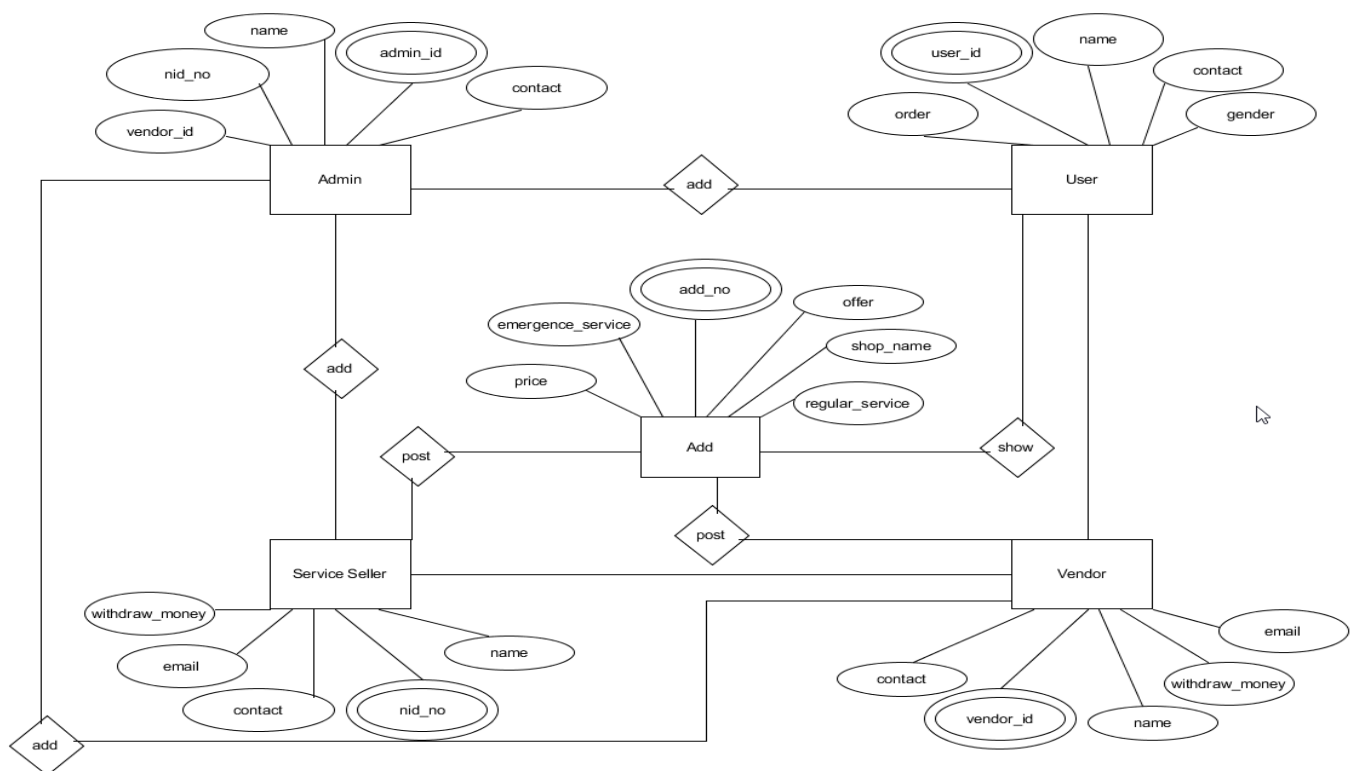 name
admin_id
nid_no
contact
vendor_id
Admin
user_id
name
contact
order
gender
User
add
add_no
offer
emergence_service
shop_name
price
regular_service
Add
add
post
show
post
Service Seller
Vendor
withdraw_money
email
contact
nid_no
name
email
contact
withdraw_money
vendor_id
name
add